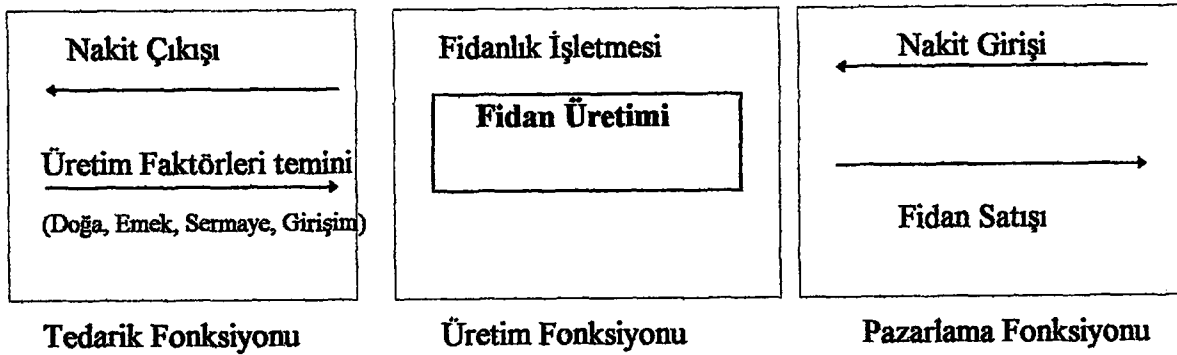 Nakit Çıkışı
Üretim Faktörleri temini
(Doğa, Emek, Sermaye, Girişim)
Tedarik Fonksiyonu
Fidanlık İşletmesi
Fidan Üretimi
Üretim Fonksiyonu
Nakit Girişi
Fidan Satışı
Pazarlama Fonksiyonu